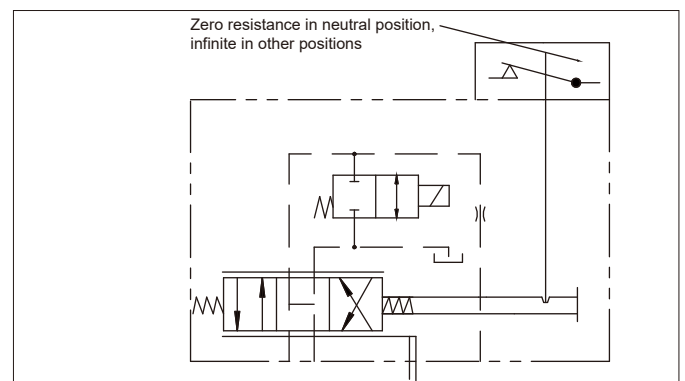 Zero resistance in neutral position,
infinite in other positions